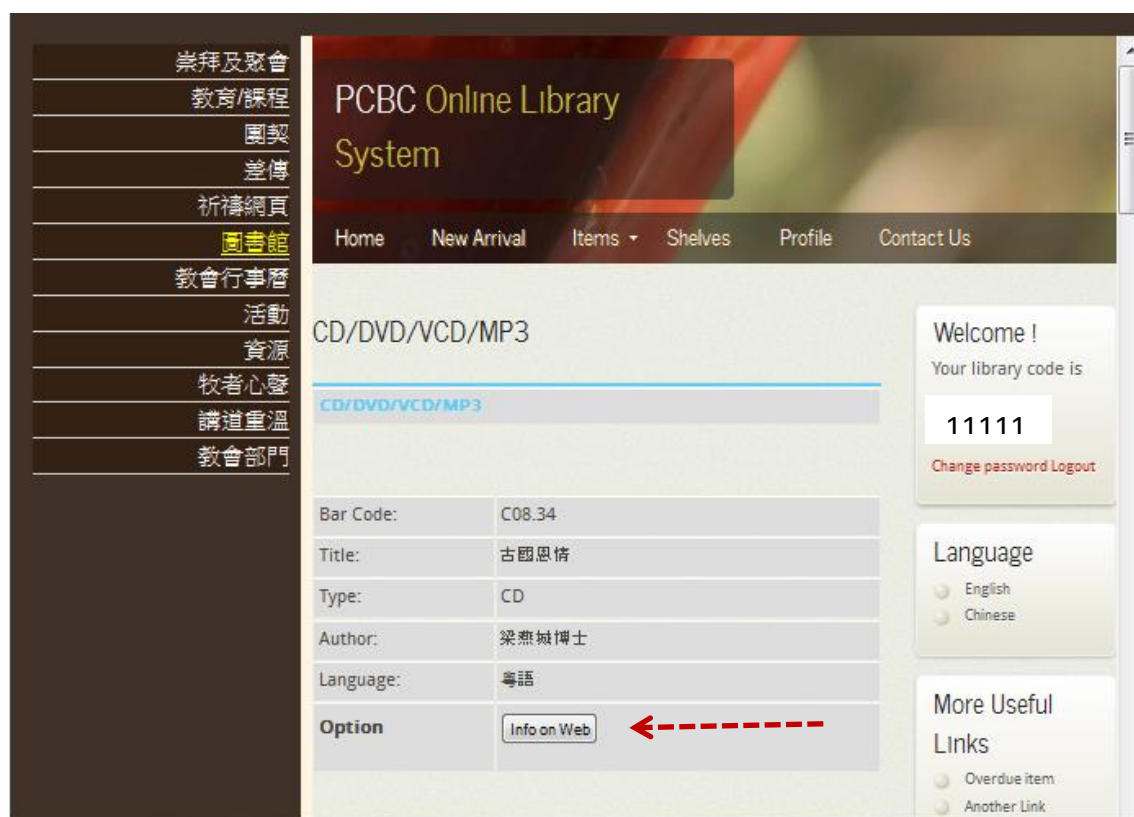 崇拜及聚會
教育/課程
團契
差傳
祈禱網頁
圖書館
教會行事曆
活動
資源
牧者心聲
講道重溫
教會部門
PCBC Online Library
System
Home New Arrival Items Shelves Profile Contact Us
CD/DVD/VCD/MP3
CD/DVD/VCD/MP3
Bar Code: C08.34
Title: 古國恩情
Type: CD
Author: 梁燕城博士
Language: 粵語
Option Info on Web
Welcome !
Your library code is
11111
Change password Logout
Language
English
Chinese
More Useful
Links
Overdue item
Another Link